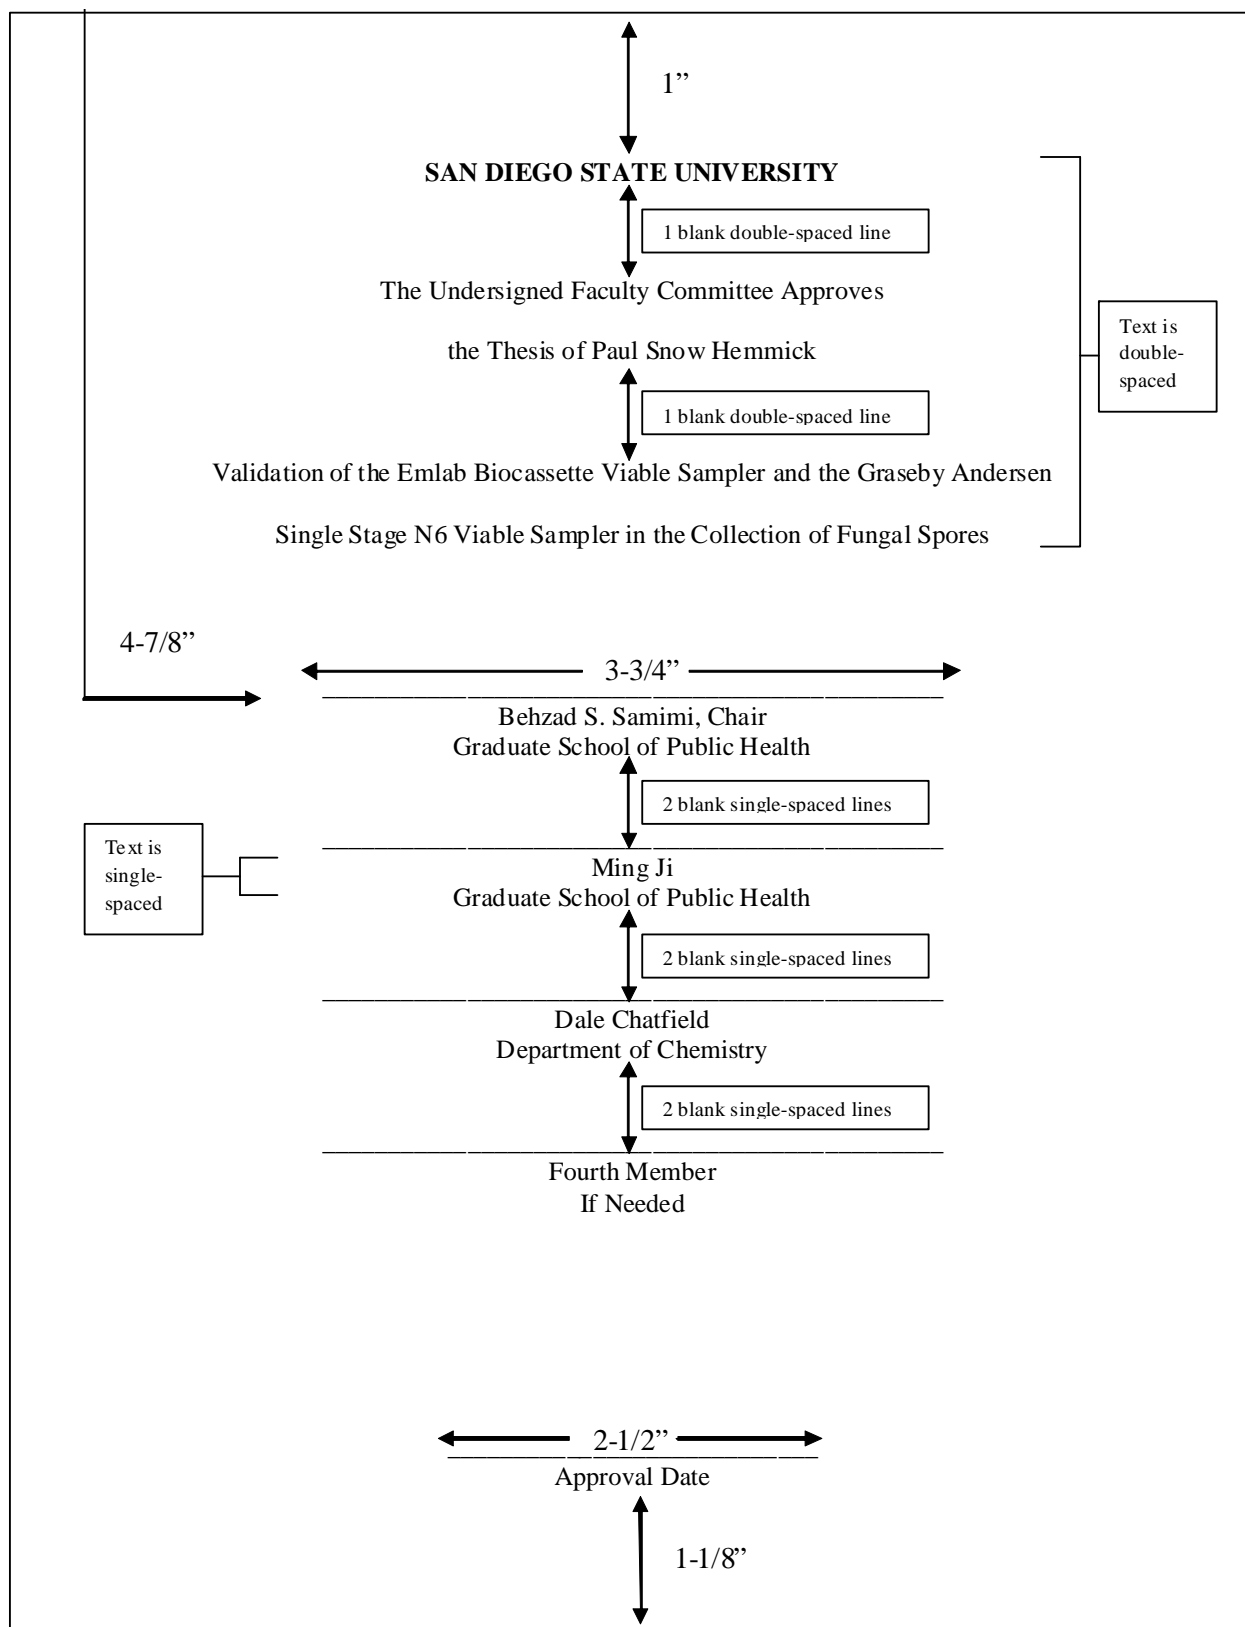 1”
SAN DIEGO STATE UNIVERSITY
1 blank double-spaced line
The Undersigned Faculty Committee Approves
the Thesis of Paul Snow Hemmick
Text is
double-
spaced
1 blank double-spaced line
Validation of the Emlab Biocassette Viable Sampler and the Graseby Andersen
Single Stage N6 Viable Sampler in the Collection of Fungal Spores
4-7/8”
3-3/4”
Behzad S. Samimi, Chair
Graduate School of Public Health
2 blank single-spaced lines
Text is
single-
spaced
Ming Ji
Graduate School of Public Health
2 blank single-spaced lines
Dale Chatfield
Department of Chemistry
2 blank single-spaced lines
Fourth Member
If Needed
2-1/2”
Approval Date
1-1/8”